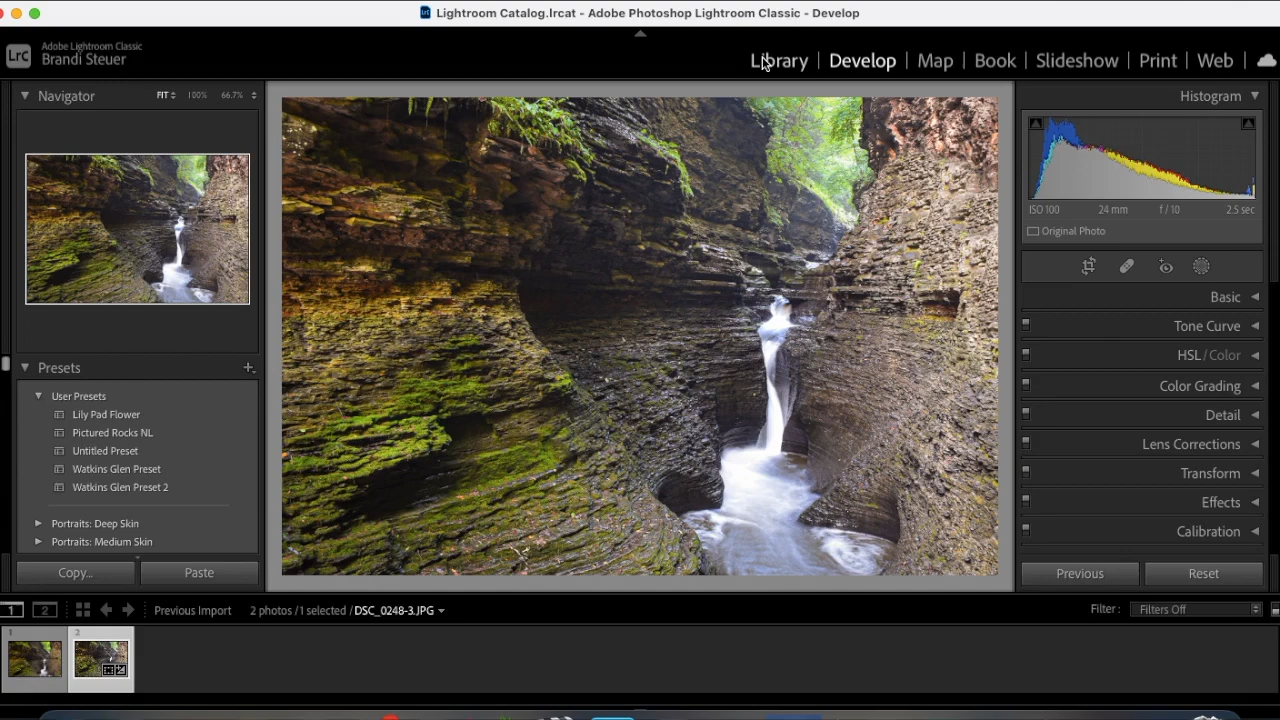 Lightroom Catalog.lrcat - Adobe Photoshop Lightroom Classic - Develop
LrC
Adobe Lightroom Classic
Brandi Steuer
Library | Develop | Map | Book | Slideshow | Print | Web
Navigator
FIT 100% 66.7%
Histogram
ISO 100 24 mm f / 10 2.5 sec
Original Photo
Basic
Tone Curve
HSL / Color
Color Grading
Detail
Lens Corrections
Transform
Effects
Calibration
Presets
User Presets
Lily Pad Flower
Pictured Rocks NL
Untitled Preset
Watkins Glen Preset
Watkins Glen Preset 2
Portraits: Deep Skin
Portraits: Medium Skin
Copy... Paste
Previous Reset
1 2 Previous Import 2 photos / 1 selected / DSC_0248-3.JPG
Filter : Filters Off
1 2